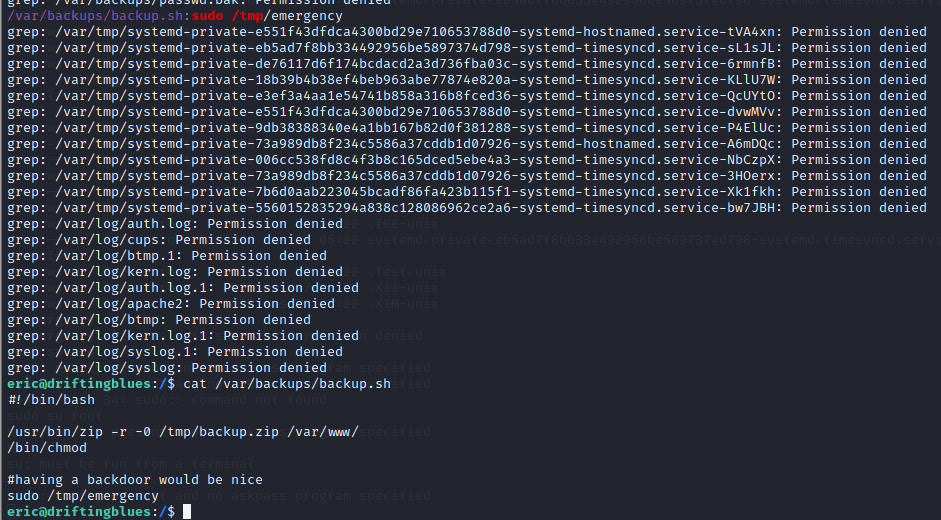 grep: /var/backups/passwd.bak: Permission denied
/var/backups/backup.sh:sudo /tmp/emergency
grep: /var/tmp/systemd-private-e551f43dfdca4300bd29e710653788d0-systemd-hostnamed.service-tVA4xn: Permission denied
grep: /var/tmp/systemd-private-eb5ad7f8bb334492956be5897374d798-systemd-timesyncd.service-sL1sJL: Permission denied
grep: /var/tmp/systemd-private-de76117d6f174bcdacd2a3d736fba03c-systemd-timesyncd.service-6rmnfB: Permission denied
grep: /var/tmp/systemd-private-18b39b4b38ef4beb963abe77874e820a-systemd-timesyncd.service-KLlU7W: Permission denied
grep: /var/tmp/systemd-private-e3ef3a4aa1e54741b858a316b8fced36-systemd-timesyncd.service-QcUYtO: Permission denied
grep: /var/tmp/systemd-private-e551f43dfdca4300bd29e710653788d0-systemd-timesyncd.service-dvwMVv: Permission denied
grep: /var/tmp/systemd-private-9db38388340e4a1bb167b82d0f381288-systemd-timesyncd.service-P4ElUc: Permission denied
grep: /var/tmp/systemd-private-73a989db8f234c5586a37cddb1d07926-systemd-hostnamed.service-A6mDQc: Permission denied
grep: /var/tmp/systemd-private-006cc538fd8c4f3b8c165dced5ebe4a3-systemd-timesyncd.service-NbCzpX: Permission denied
grep: /var/tmp/systemd-private-73a989db8f234c5586a37cddb1d07926-systemd-timesyncd.service-3HOerx: Permission denied
grep: /var/tmp/systemd-private-7b6d0aab223045bcadf86fa423b115f1-systemd-timesyncd.service-Xk1fkh: Permission denied
grep: /var/tmp/systemd-private-5560152835294a838c128086962ce2a6-systemd-timesyncd.service-bw7JBH: Permission denied
grep: /var/log/auth.log: Permission denied
grep: /var/log/cups: Permission denied
grep: /var/log/btmp.1: Permission denied
grep: /var/log/kern.log: Permission denied
grep: /var/log/auth.log.1: Permission denied
grep: /var/log/apache2: Permission denied
grep: /var/log/btmp: Permission denied
grep: /var/log/kern.log.1: Permission denied
grep: /var/log/syslog.1: Permission denied
grep: /var/log/syslog: Permission denied
eric@driftingblues:/$ cat /var/backups/backup.sh
#!/bin/bash

/usr/bin/zip -r -0 /tmp/backup.zip /var/www/
/bin/chmod

#having a backdoor would be nice
sudo /tmp/emergency
eric@driftingblues:/$